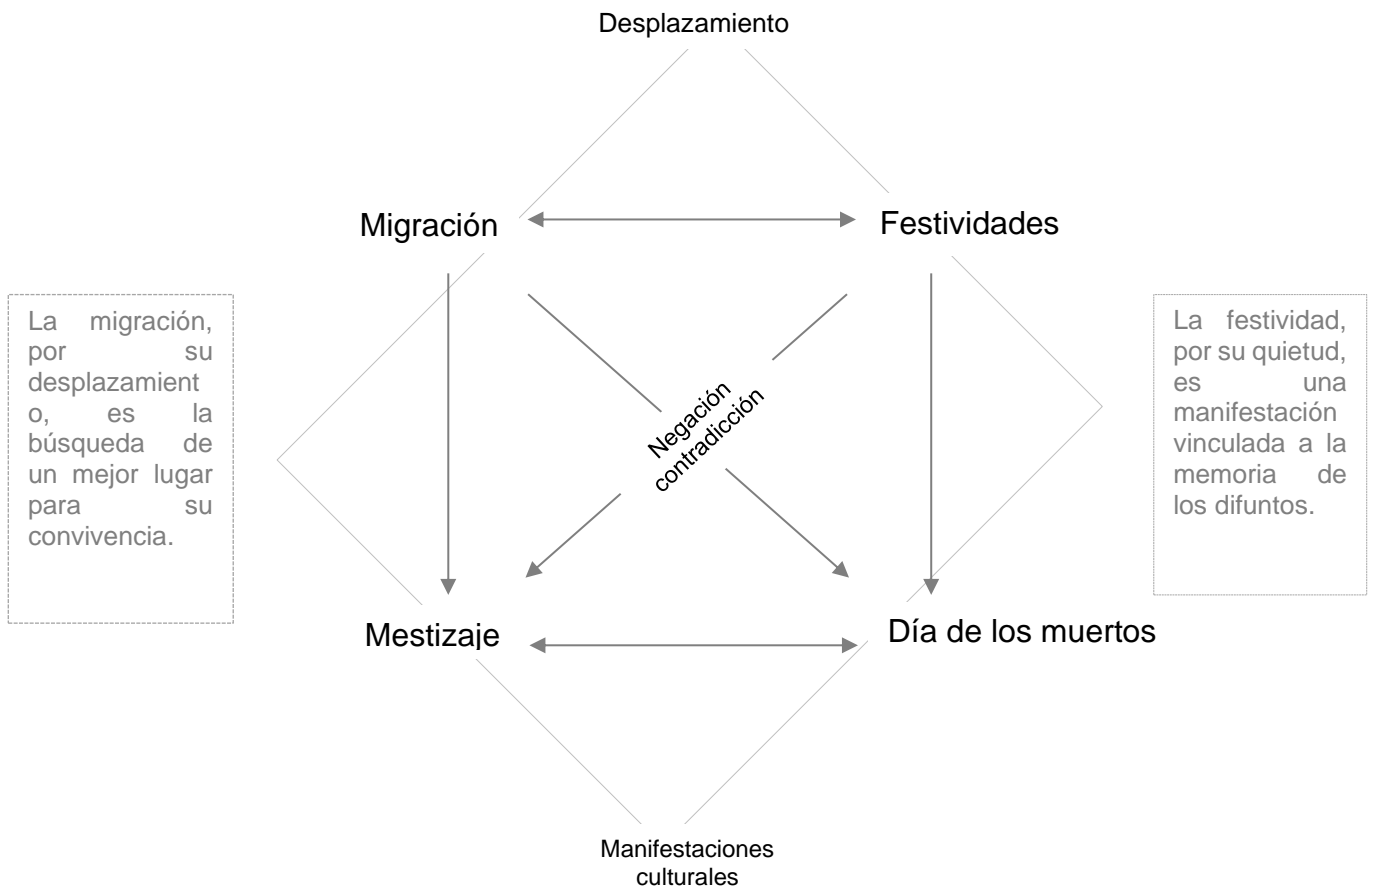 Desplazamiento
Migración
Festividades
La migración,
por su
desplazamient
o, es la
búsqueda de
un mejor lugar
para su
convivencia.
La festividad,
por su quietud,
es una
manifestación
vinculada a la
memoria de
los difuntos.
Negación
contradicción
Mestizaje
Día de los muertos
Manifestaciones
culturales